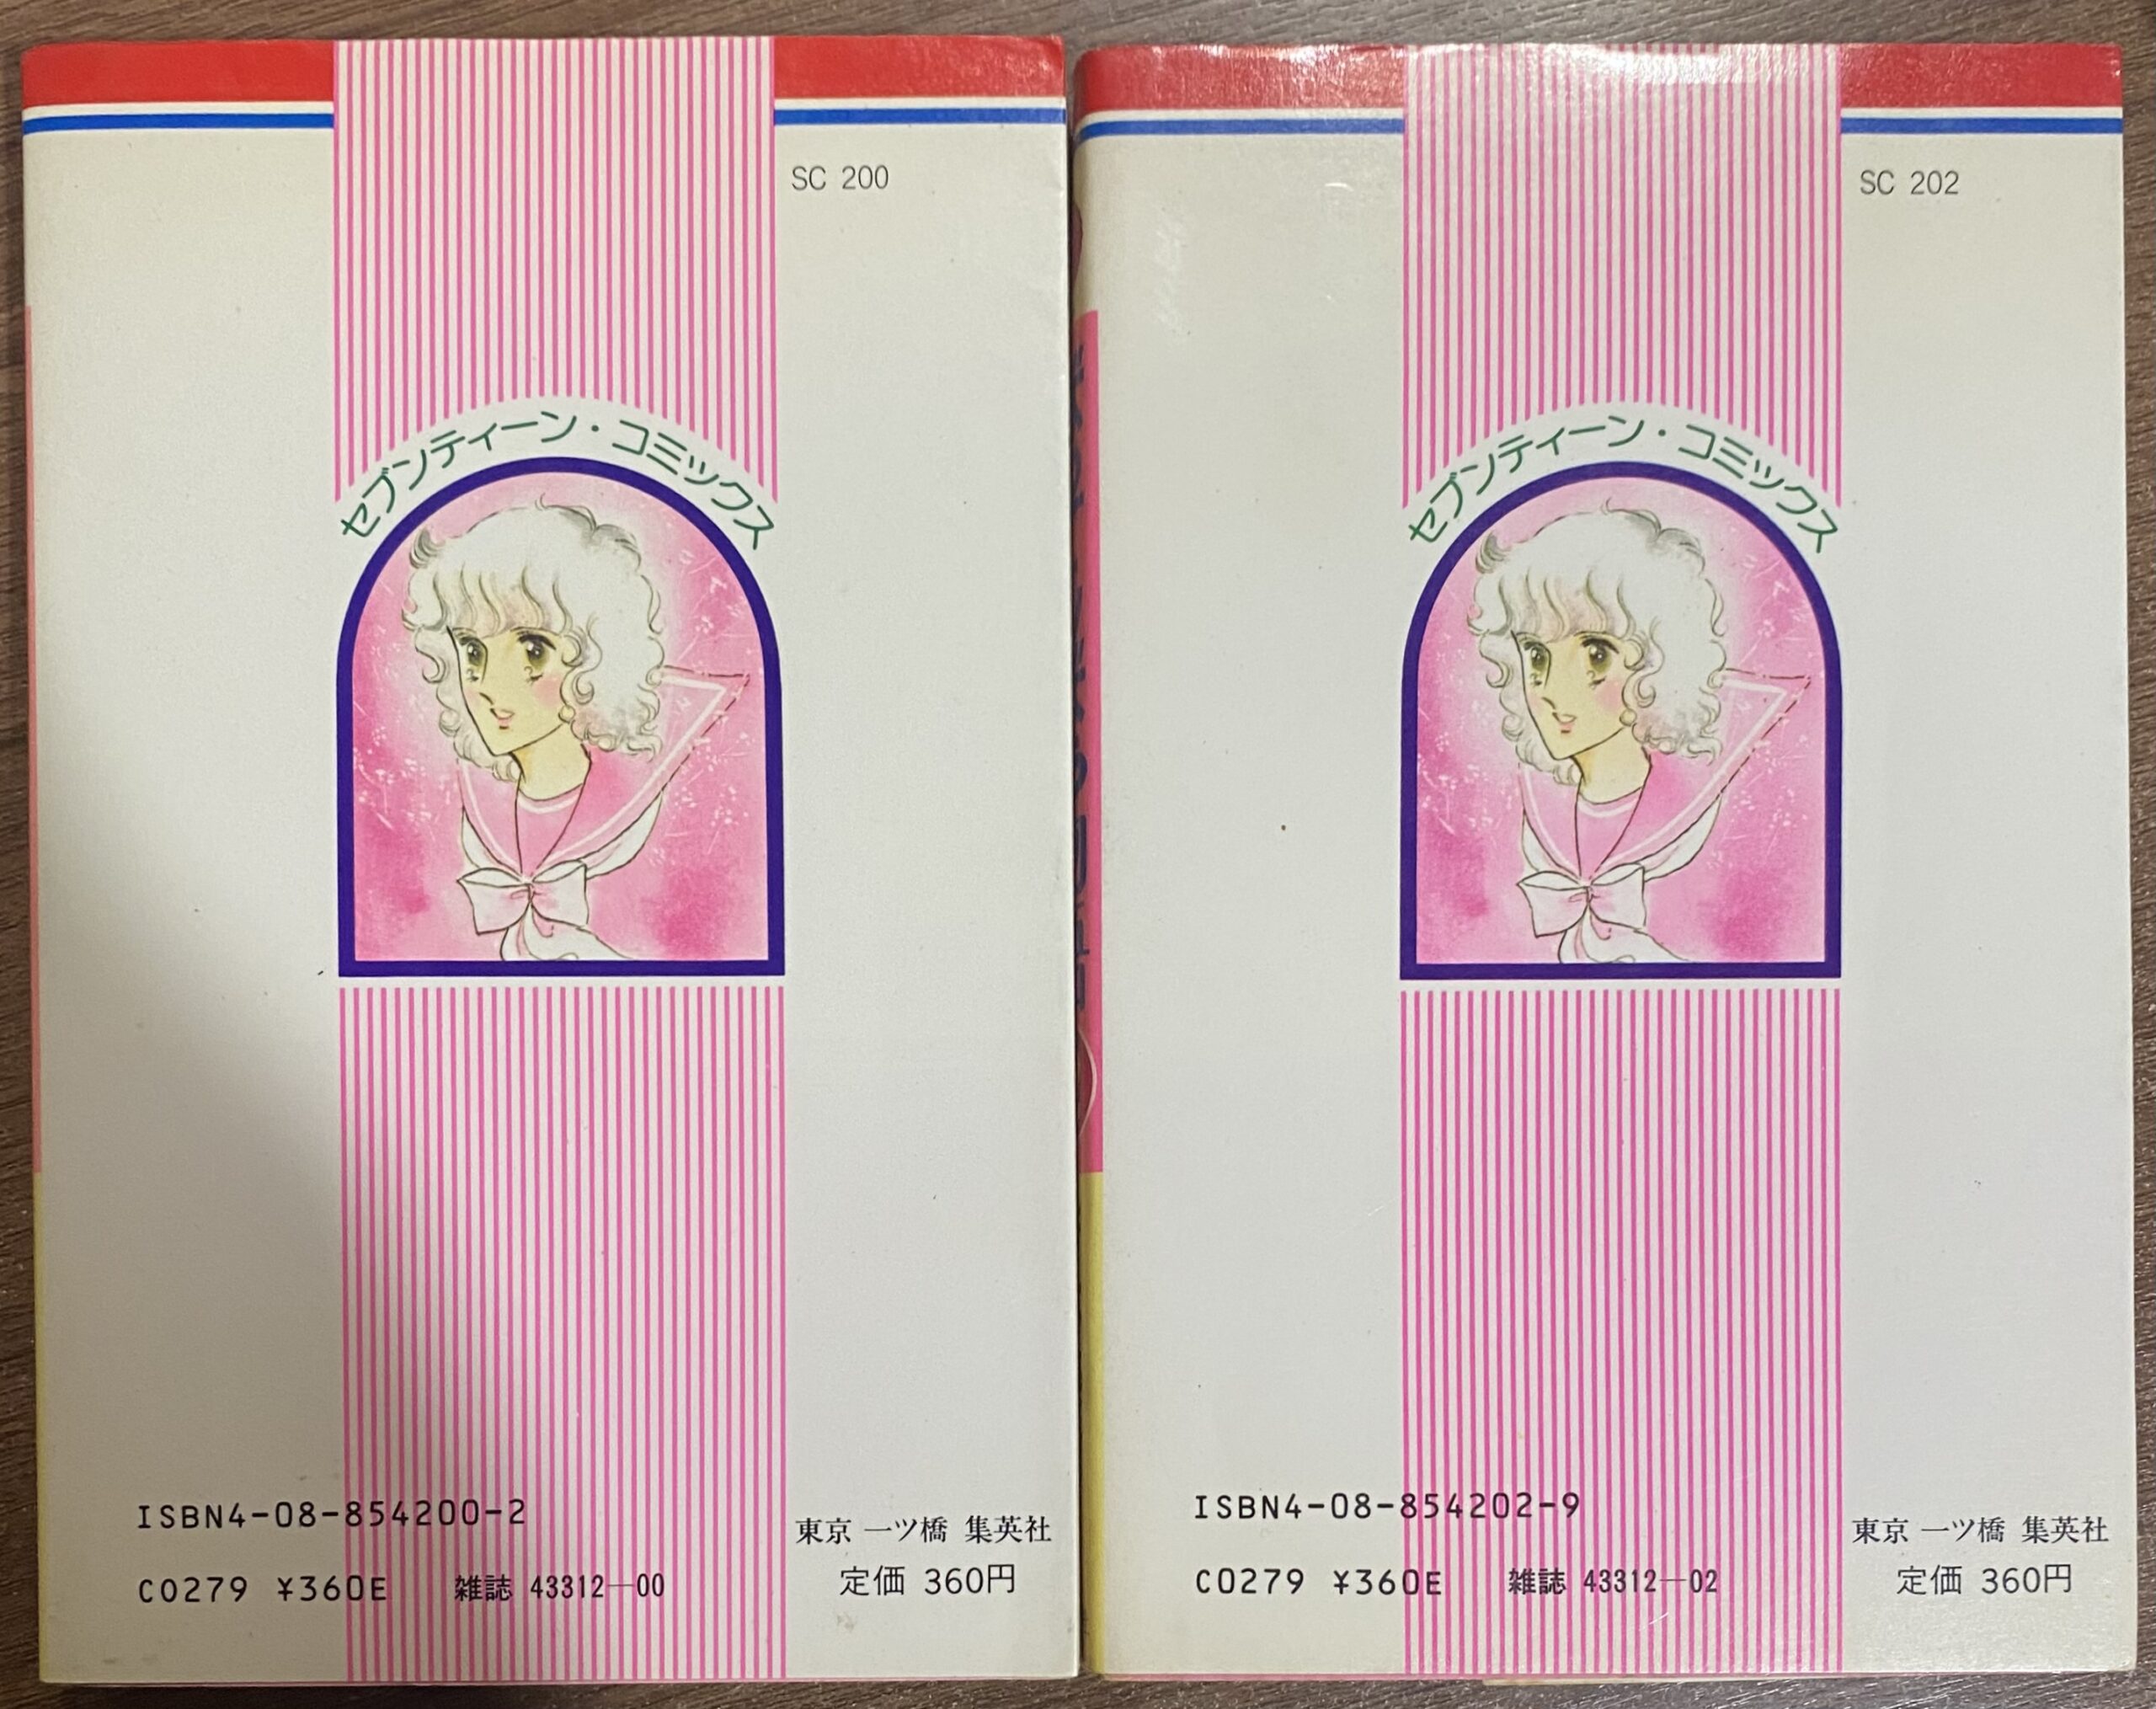 SC 200
セブンティーン・コミックス
ISBN4-08-854200-2
C0279 ¥360E 雑誌 43312-00
東京 一ツ橋 集英社
定価 360円
SC 202
セブンティーン・コミックス
ISBN4-08-854202-9
C0279 ¥360E 雑誌 43312-02
東京 一ツ橋 集英社
定価 360円